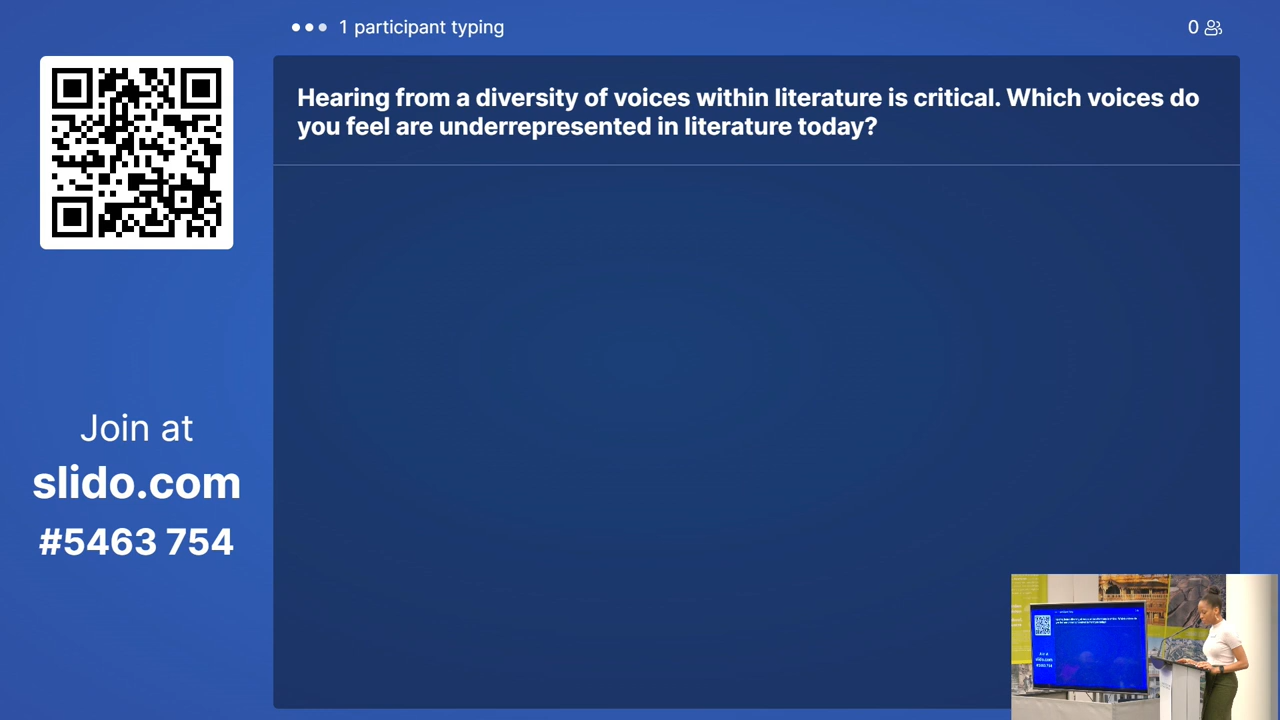 1 participant typing
0
Hearing from a diversity of voices within literature is critical. Which voices do
you feel are underrepresented in literature today?
Join at
slido.com
#5463 754